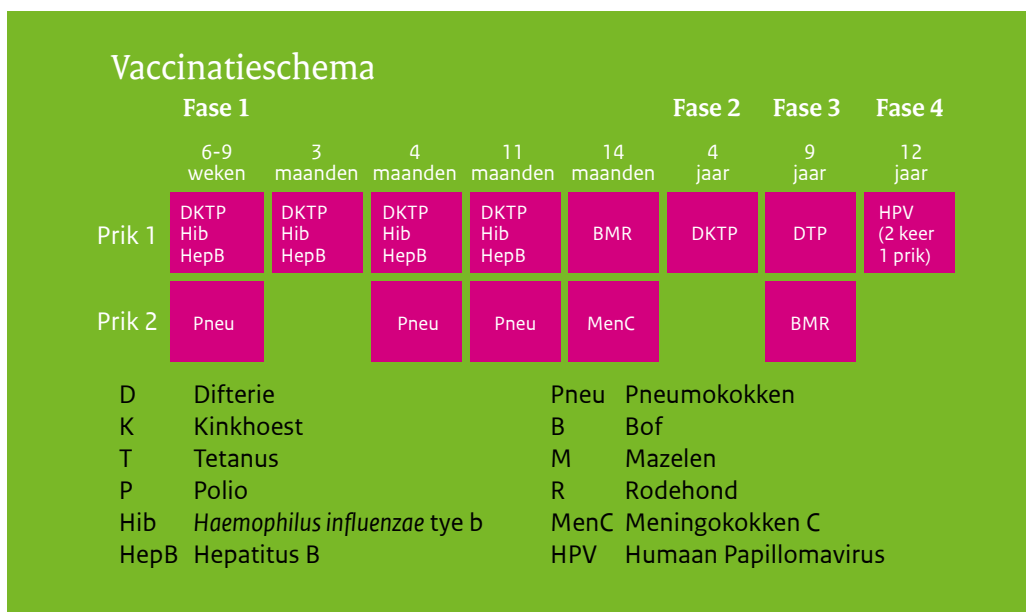 Vaccinatieschema
Fase 1 Fase 2 Fase 3 Fase 4
6-9 weken 3 maanden 4 maanden 11 maanden 14 maanden 4 jaar 9 jaar 12 jaar
Prik 1
DKTP
Hib
HepB
DKTP
Hib
HepB
DKTP
Hib
HepB
DKTP
Hib
HepB
BMR
DKTP
DTP
HPV
(2 keer
1 prik)
Prik 2
Pneu
Pneu
Pneu
MenC
BMR
D Difterie
K Kinkhoest
T Tetanus
P Polio
Hib Haemophilus influenzae tye b
HepB Hepatitus B
Pneu Pneumokokken
B Bof
M Mazelen
R Rodehond
MenC Meningokokken C
HPV Humaan Papillomavirus